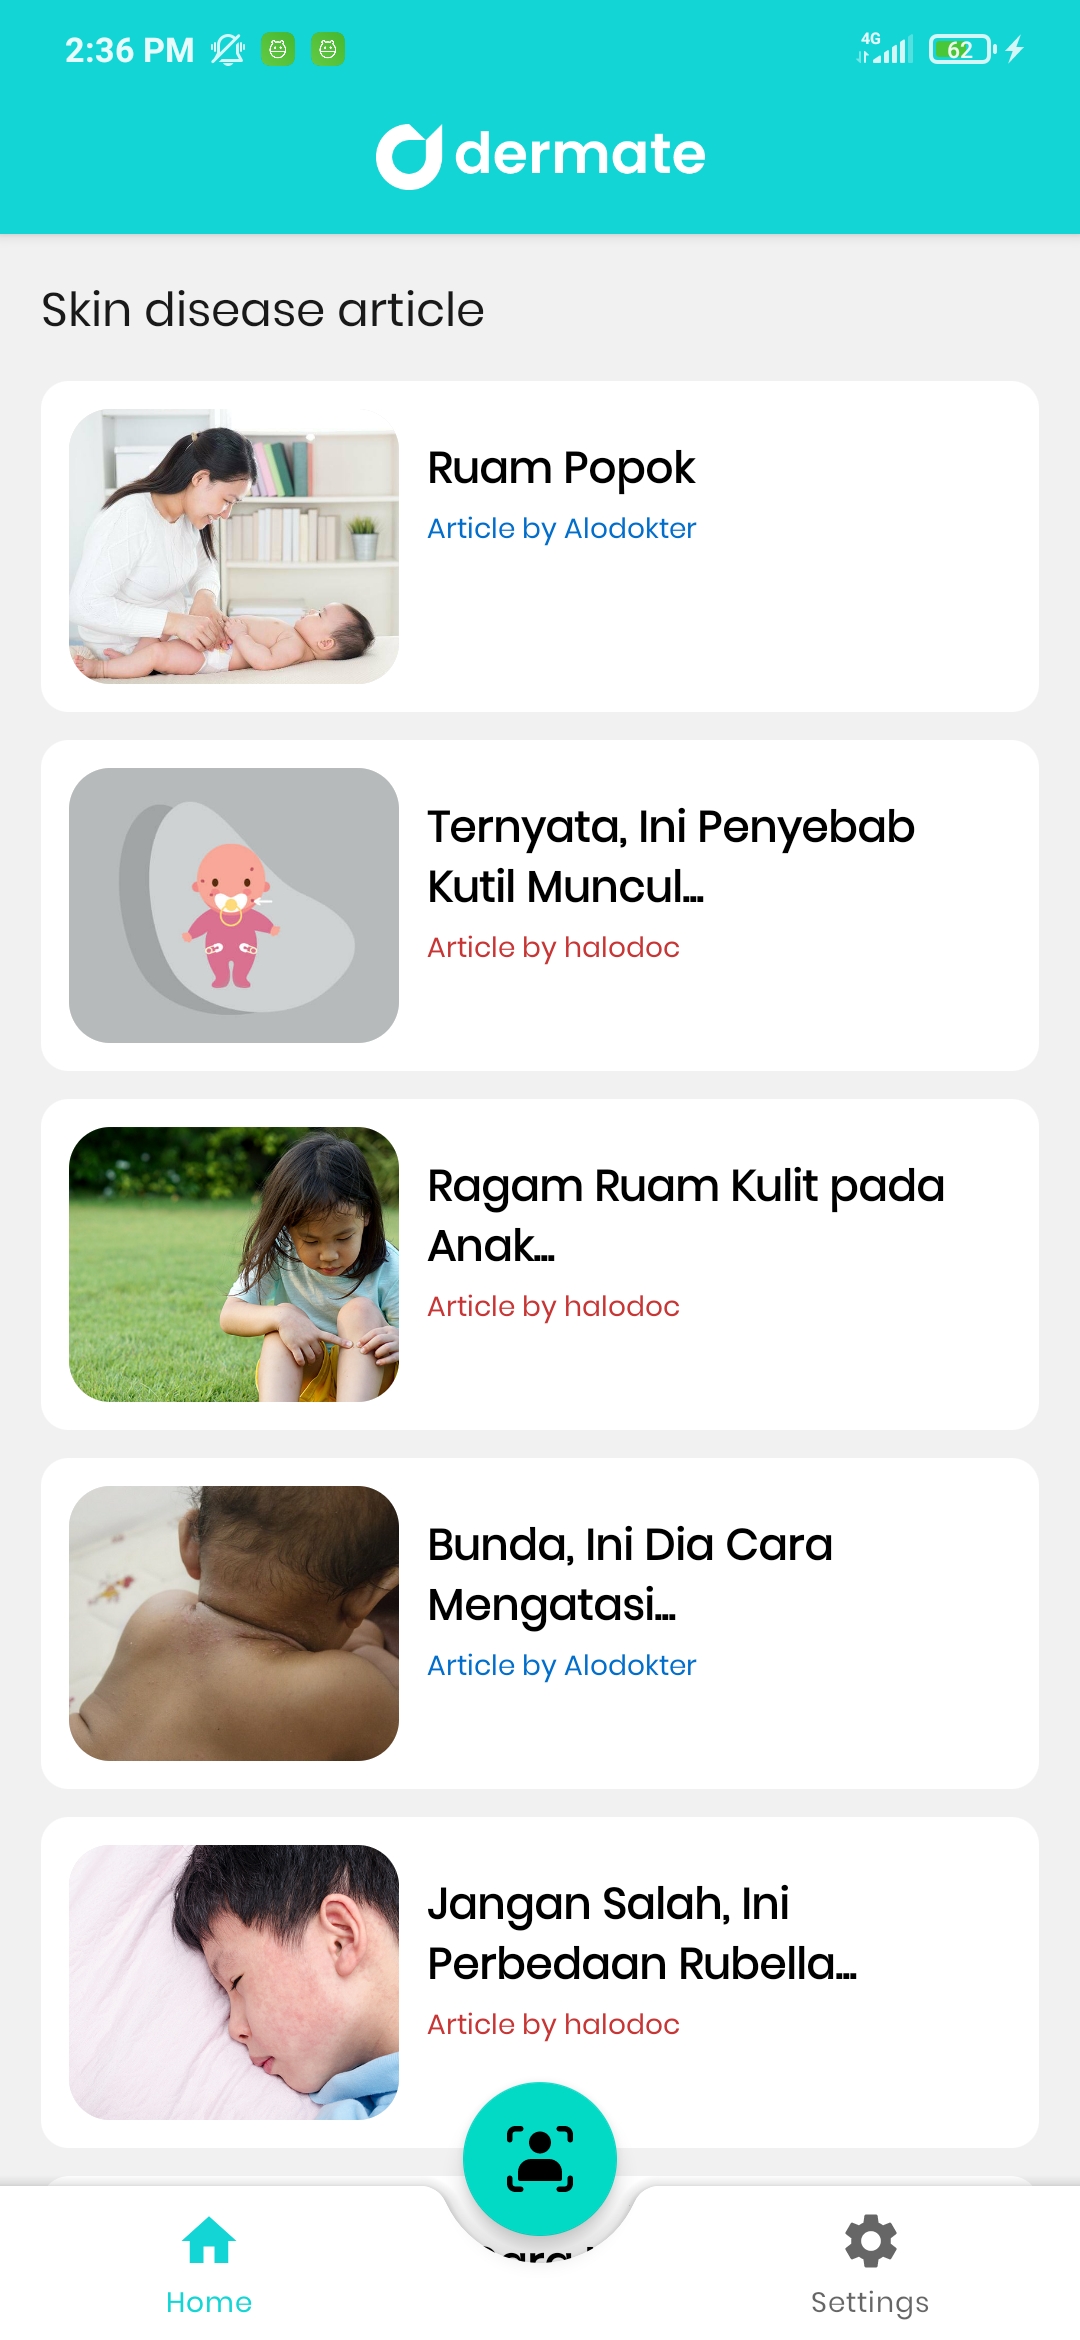 2:36 PM
4G
62
dermate
Skin disease article
Ruam Popok
Article by Alodokter
Ternyata, Ini Penyebab
Kutil Muncul...
Article by halodoc
Ragam Ruam Kulit pada
Anak...
Article by halodoc
Bunda, Ini Dia Cara
Mengatasi...
Article by Alodokter
Jangan Salah, Ini
Perbedaan Rubella...
Article by halodoc
Home
Settings